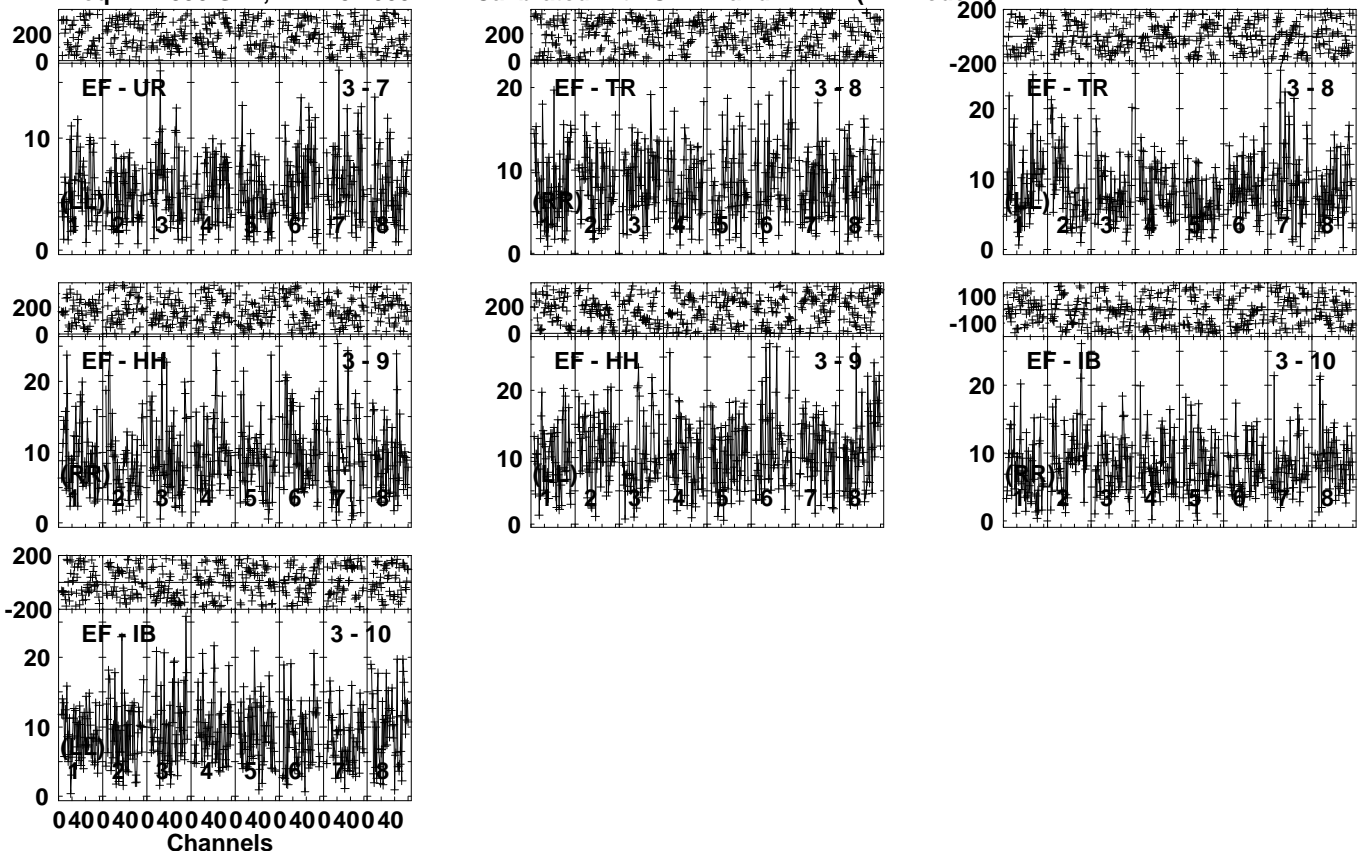 200
0
EF - UR 3 - 7
10
(LL)
1 2 3 4 5 6 7 8
0
200
0
EF - TR 3 - 8
20
10
(RR)
1 2 3 4 5 6 7 8
0
200
-200
EF - TR 3 - 8
20
10
(LL)
1 2 3 4 5 6 7 8
0
200
0
EF - HH 3 - 9
20
10
(RR)
1 2 3 4 5 6 7 8
0
200
0
EF - HH 3 - 9
20
10
(LL)
1 2 3 4 5 6 7 8
0
100
-100
EF - IB 3 - 10
20
10
(RR)
1 2 3 4 5 6 7 8
0
200
-200
EF - IB 3 - 10
20
10
(LL)
1 2 3 4 5 6 7 8
0
0 40 0 40 0 40 0 40 0 40 0 40 0 40 0 40
Channels